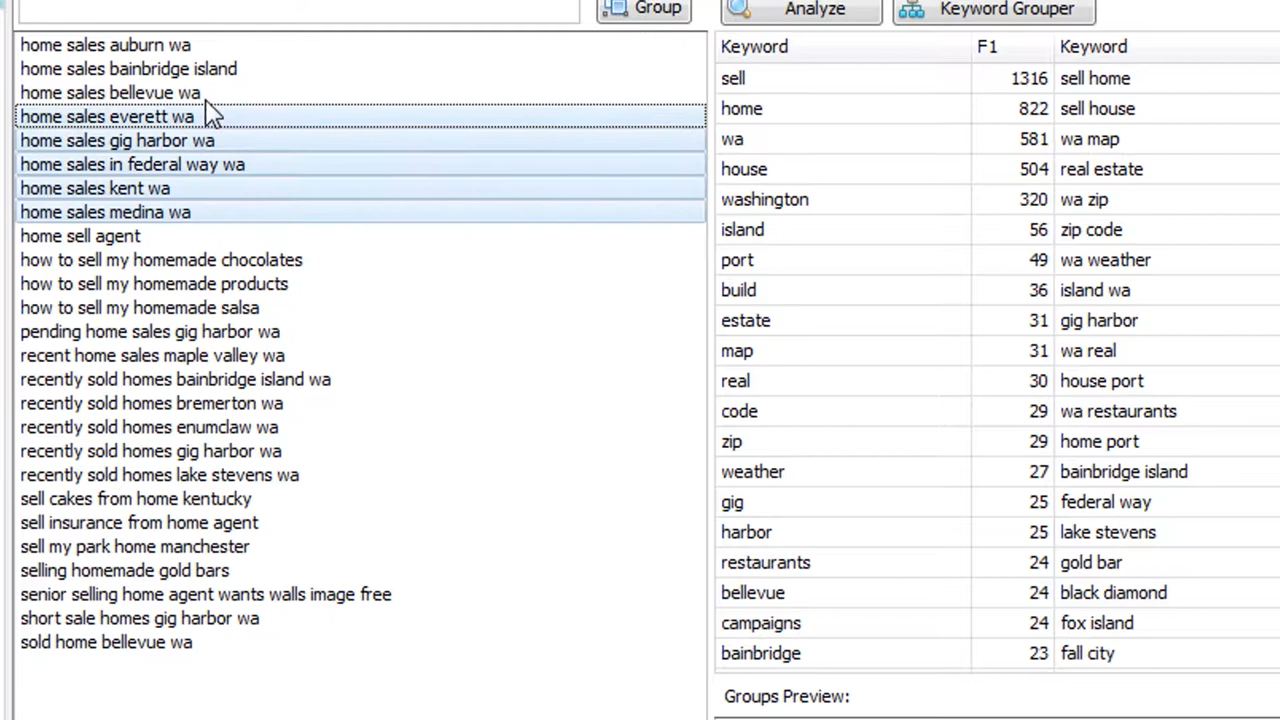 Group
Analyze
Keyword Grouper
home sales auburn wa
home sales bainbridge island
home sales bellevue wa
home sales everett wa
home sales gig harbor wa
home sales in federal way wa
home sales kent wa
home sales medina wa
home sell agent
how to sell my homemade chocolates
how to sell my homemade products
how to sell my homemade salsa
pending home sales gig harbor wa
recent home sales maple valley wa
recently sold homes bainbridge island wa
recently sold homes bremerton wa
recently sold homes enumclaw wa
recently sold homes gig harbor wa
recently sold homes lake stevens wa
sell cakes from home kentucky
sell insurance from home agent
sell my park home manchester
selling homemade gold bars
senior selling home agent wants walls image free
short sale homes gig harbor wa
sold home bellevue wa
Keyword F1 Keyword
sell 1316 sell home
home 822 sell house
wa 581 wa map
house 504 real estate
washington 320 wa zip
island 56 zip code
port 49 wa weather
build 36 island wa
estate 31 gig harbor
map 31 wa real
real 30 house port
code 29 wa restaurants
zip 29 home port
weather 27 bainbridge island
gig 25 federal way
harbor 25 lake stevens
restaurants 24 gold bar
bellevue 24 black diamond
campaigns 24 fox island
bainbridge 23 fall city
Groups Preview: